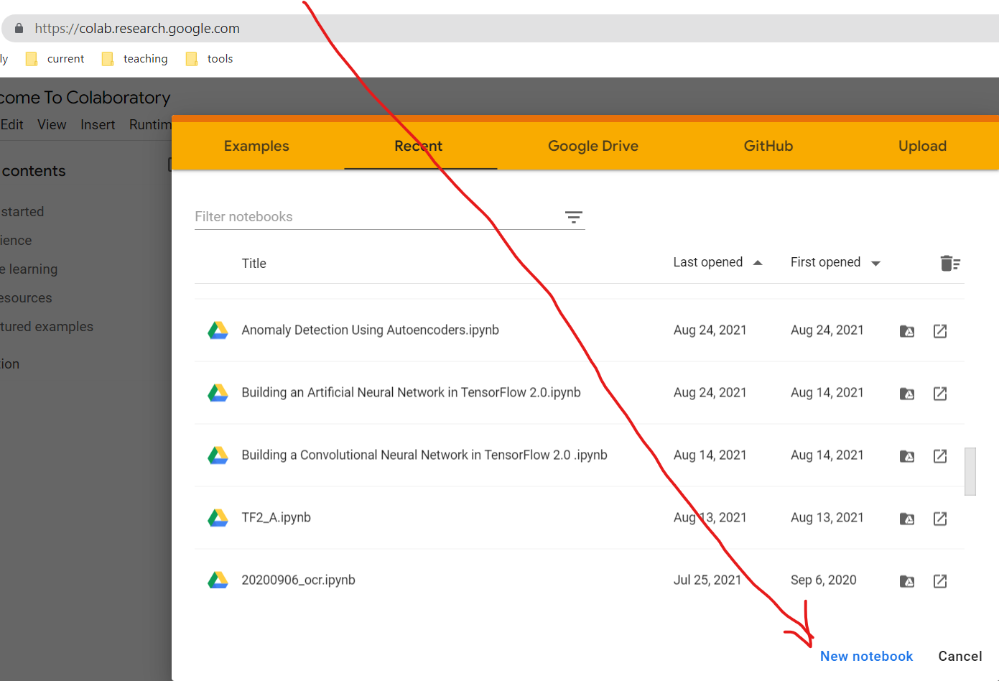 https://colab.research.google.com
ly current teaching tools
come To Colaboratory
Edit View Insert Runtim
Examples Recent Google Drive GitHub Upload
contents
started
ience
e learning
esources
tured examples
tion
Filter notebooks
Title Last opened First opened
Anomaly Detection Using Autoencoders.ipynb Aug 24, 2021 Aug 24, 2021
Building an Artificial Neural Network in TensorFlow 2.0.ipynb Aug 24, 2021 Aug 14, 2021
Building a Convolutional Neural Network in TensorFlow 2.0 .ipynb Aug 14, 2021 Aug 14, 2021
TF2_A.ipynb Aug 13, 2021 Aug 13, 2021
20200906_ocr.ipynb Jul 25, 2021 Sep 6, 2020
New notebook Cancel